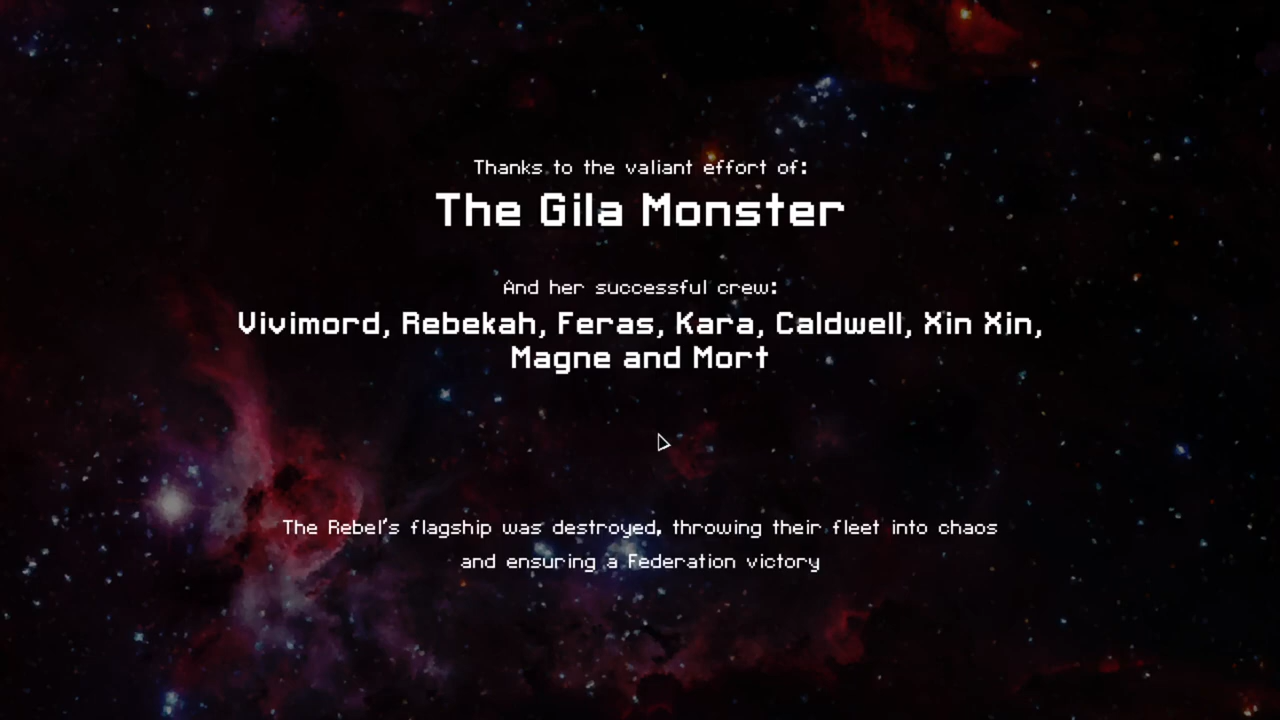 Thanks to the valiant effort of:
The Gila Monster
And her successful crew:
Vivimord, Rebekah, Feras, Kara, Caldwell, Xin Xin,
Magne and Mort
The Rebel's flagship was destroyed, throwing their fleet into chaos
and ensuring a Federation victory